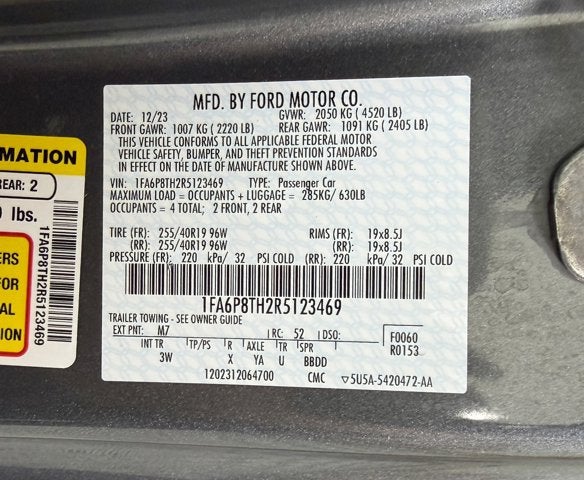 MFD. BY FORD MOTOR CO.
DATE: 12/23 GVWR: 2050 KG ( 4520 LB)
FRONT GAWR: 1007 KG ( 2220 LB) REAR GAWR: 1091 KG ( 2405 LB)
THIS VEHICLE CONFORMS TO ALL APPLICABLE FEDERAL MOTOR
VEHICLE SAFETY, BUMPER, AND THEFT PREVENTION STANDARDS
IN EFFECT ON THE DATE OF MANUFACTURE SHOWN ABOVE.
VIN: 1FA6P8TH2R5123469 TYPE: Passenger Car
MAXIMUM LOAD = OCCUPANTS + LUGGAGE = 285KG/ 630LB
OCCUPANTS = 4 TOTAL; 2 FRONT, 2 REAR
TIRE (FR): 255/40R19 96W RIMS (FR): 19x8.5J
(RR): 255/40R19 96W (RR): 19x8.5J
PRESSURE (FR): 220 kPa/ 32 PSI COLD (RR): 220 kPa/ 32 PSI COLD
1FA6P8TH2R5123469
TRAILER TOWING - SEE OWNER GUIDE
EXT PNT: M7 RC: 52 DSO: F0060
INT TR TP/PS R AXLE TR SPR R0153
3W X YA U BBDD
1202312064700 CMC ▽5U5A-5420472-AA
MATION
REAR: 2
lbs.
1FA6P8TH2R5123469
ERS
FOR
AL
ION